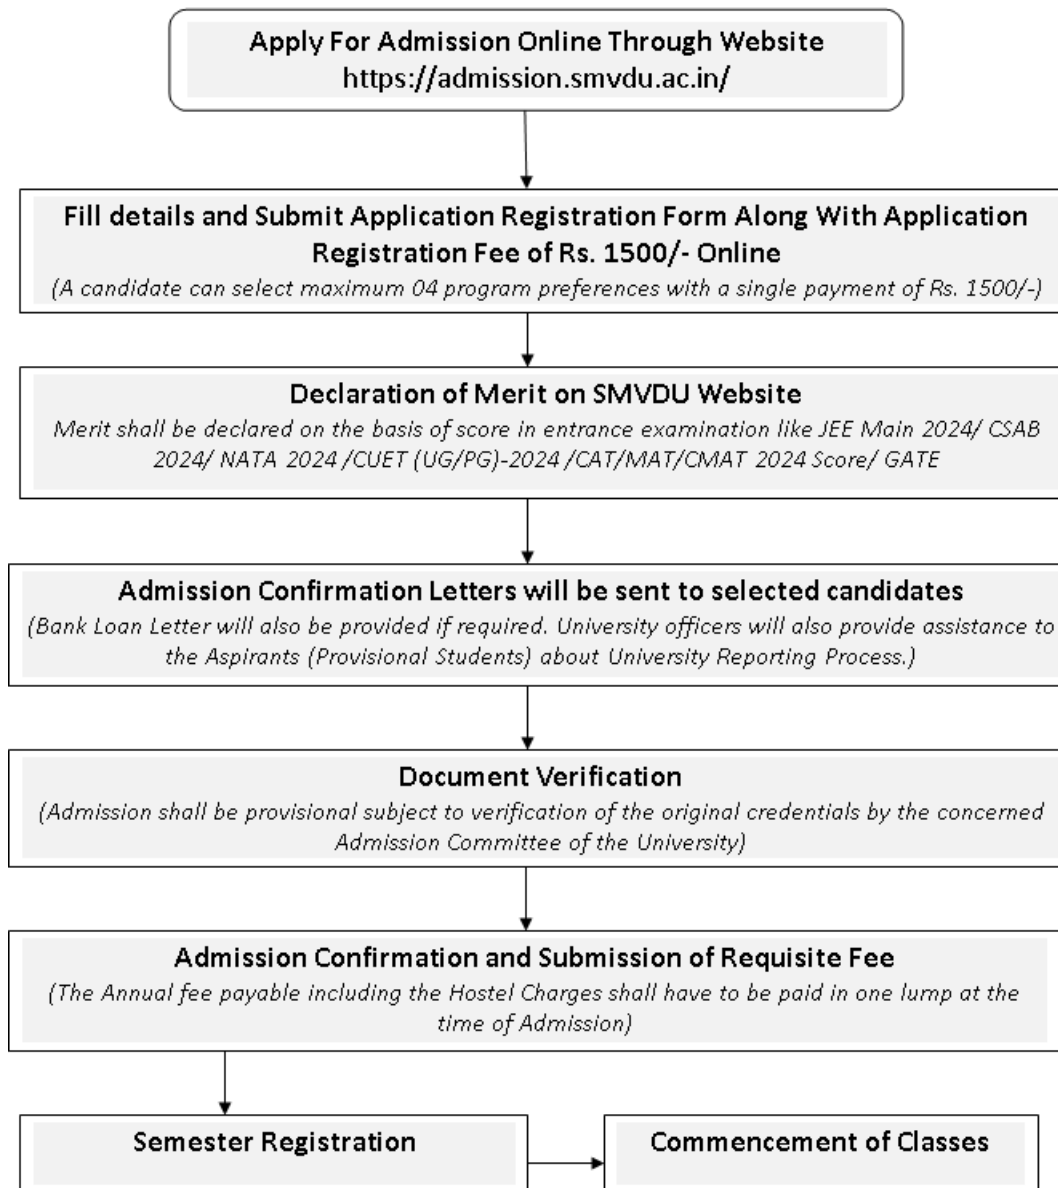 Apply For Admission Online Through Website
https://admission.smvdu.ac.in/
Fill details and Submit Application Registration Form Along With Application
Registration Fee of Rs. 1500/- Online
(A candidate can select maximum 04 program preferences with a single payment of Rs. 1500/-)
Declaration of Merit on SMVDU Website
Merit shall be declared on the basis of score in entrance examination like JEE Main 2024/ CSAB
2024/ NATA 2024 /CUET (UG/PG)-2024 /CAT/MAT/CMAT 2024 Score/ GATE
Admission Confirmation Letters will be sent to selected candidates
(Bank Loan Letter will also be provided if required. University officers will also provide assistance to
the Aspirants (Provisional Students) about University Reporting Process.)
Document Verification
(Admission shall be provisional subject to verification of the original credentials by the concerned
Admission Committee of the University)
Admission Confirmation and Submission of Requisite Fee
(The Annual fee payable including the Hostel Charges shall have to be paid in one lump at the
time of Admission)
Semester Registration
Commencement of Classes